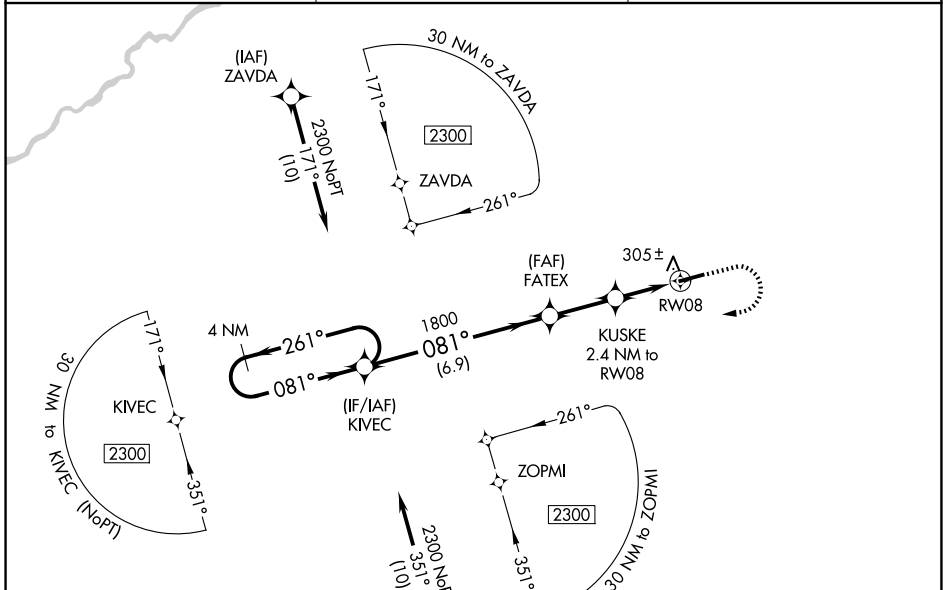 (IAF)
ZAVDA
2300 NoPT
171°
(10)
30 NM to ZAVDA
171°
2300
ZAVDA
261°
305±
RW08
(FAF)
FATEX
KUSKE
2.4 NM to
RW08
1800
081°
(6.9)
4 NM
261°
081°
(IF/IAF)
KIVEC
171°
KIVEC
2300
351°
30 NM to KIVEC (NoPT)
261°
ZOPMI
2300
351°
30 NM to ZOPMI
2300
351°
(10)